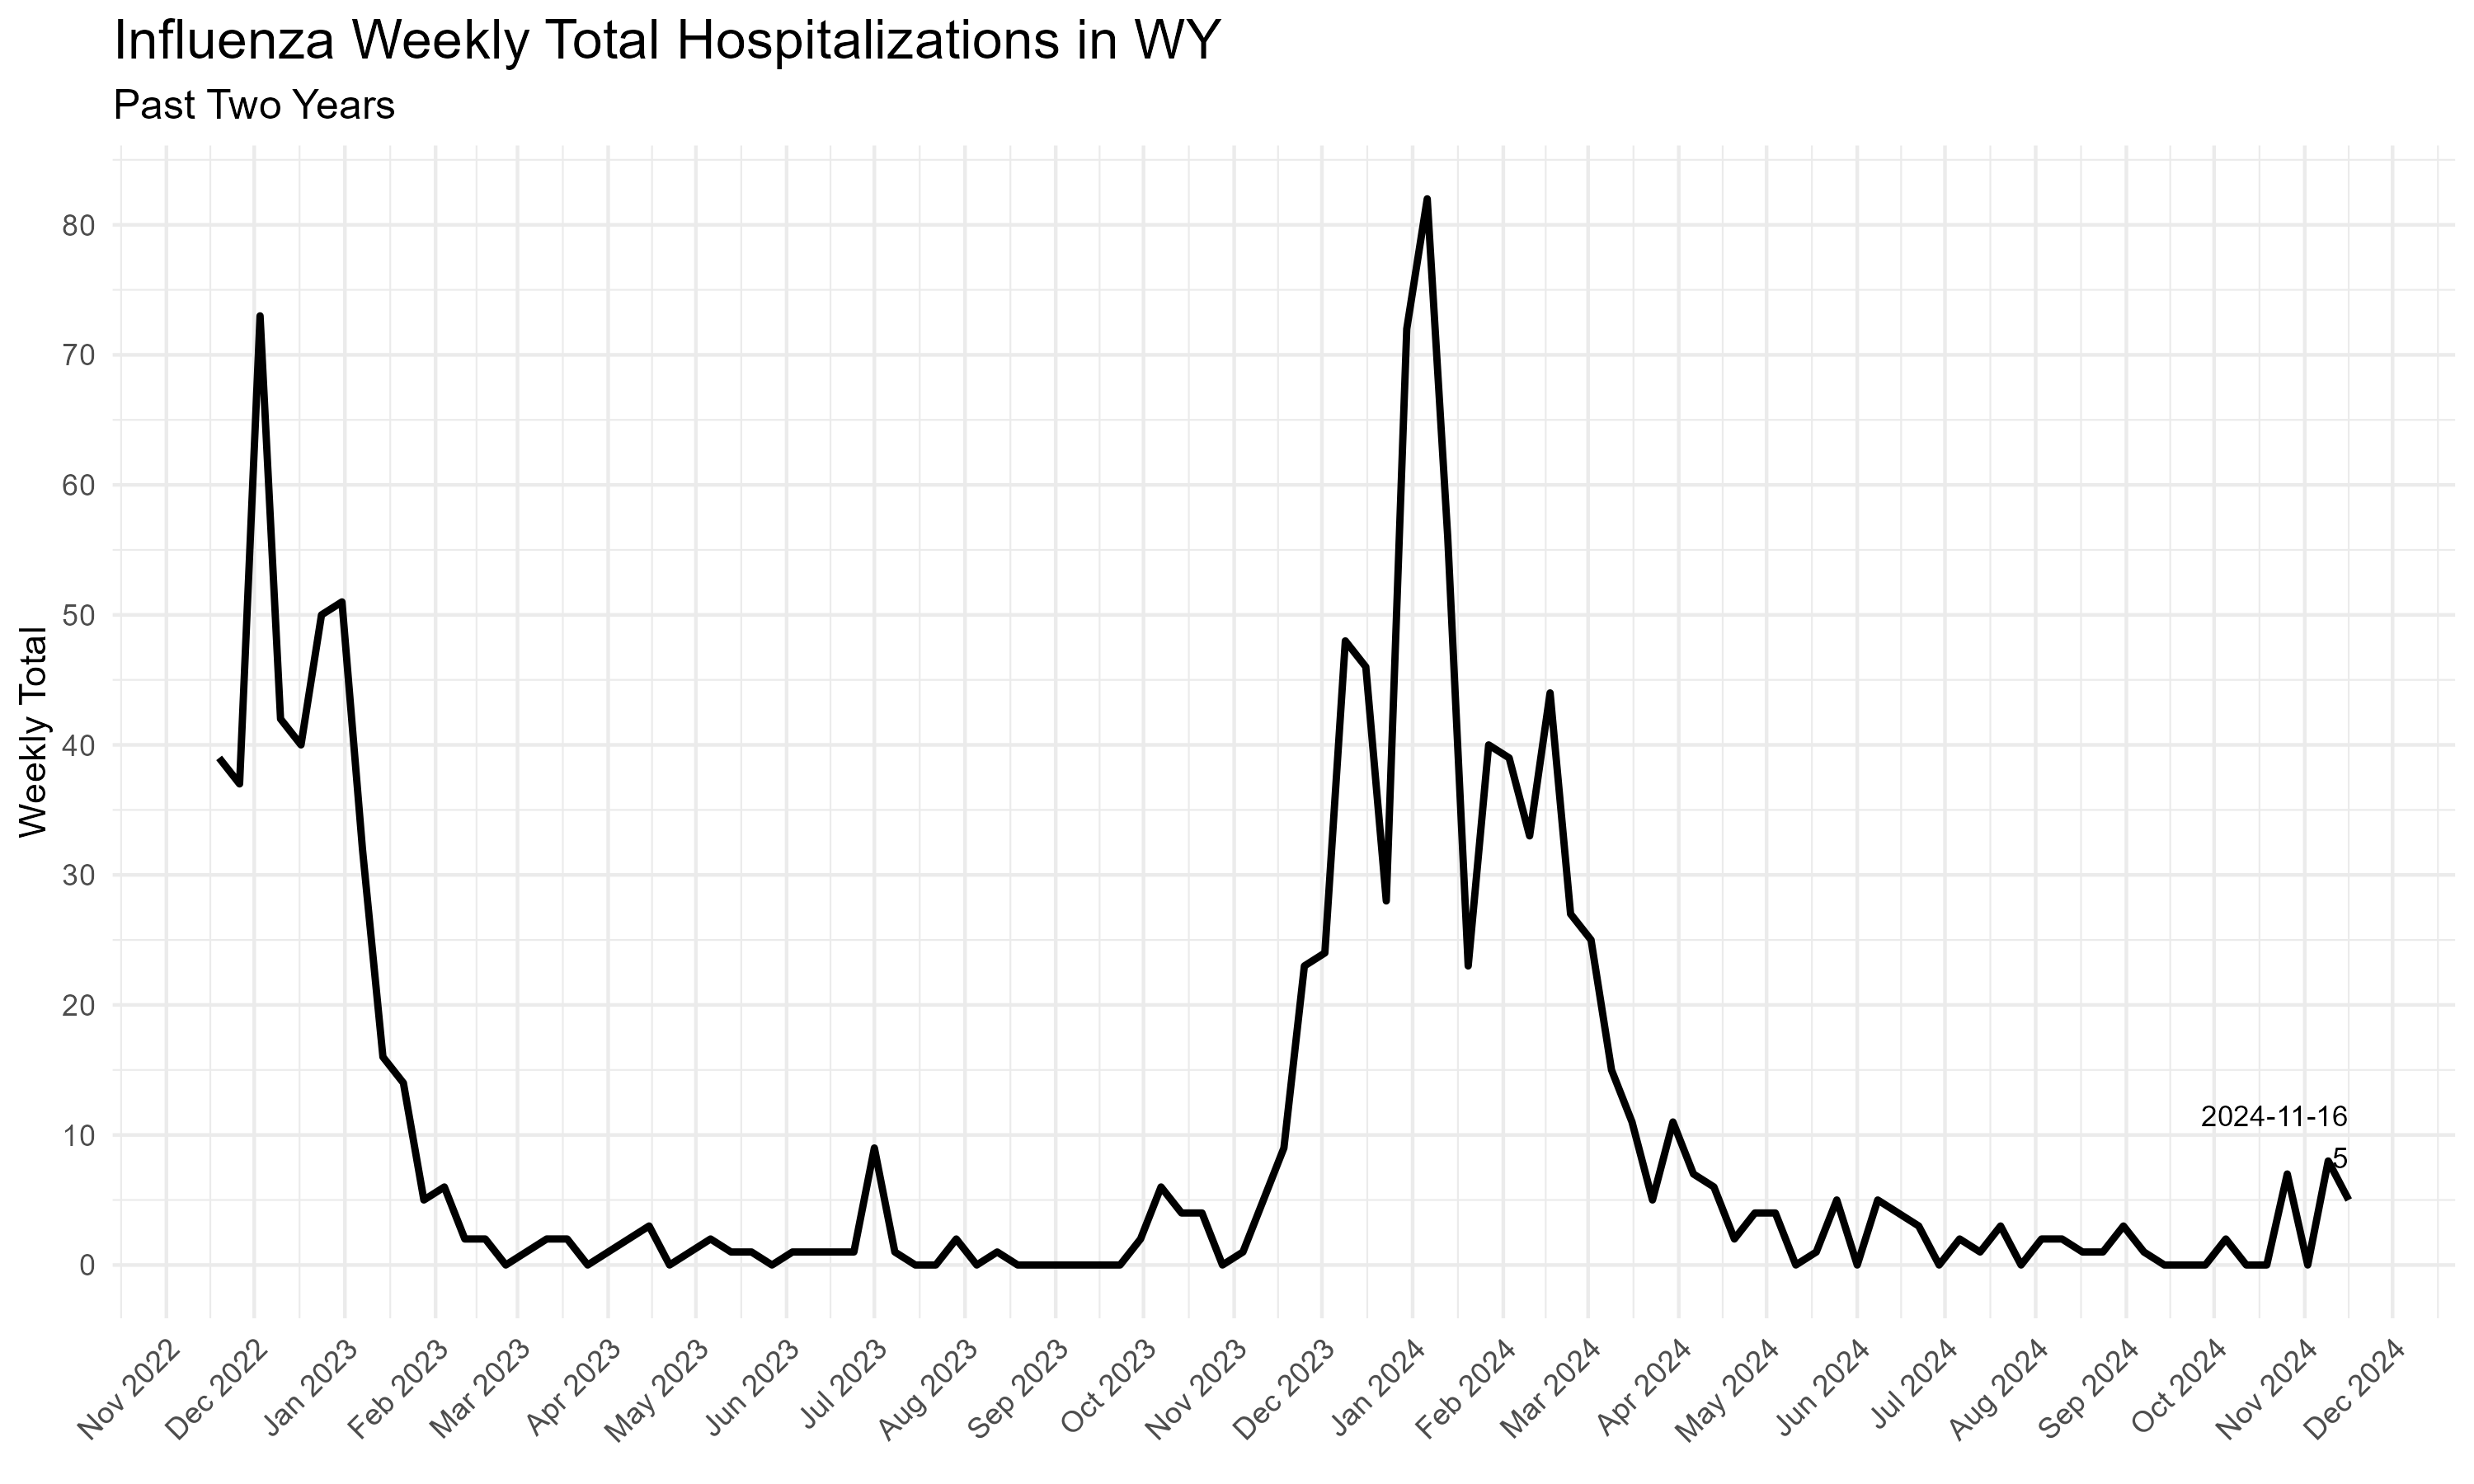 Influenza Weekly Total Hospitalizations in WY
Past Two Years
Weekly Total
80
70
60
50
40
30
20
10
0
2024-11-16
5
Nov 2022
Dec 2022
Jan 2023
Feb 2023
Mar 2023
Apr 2023
May 2023
Jun 2023
Jul 2023
Aug 2023
Sep 2023
Oct 2023
Nov 2023
Dec 2023
Jan 2024
Feb 2024
Mar 2024
Apr 2024
May 2024
Jun 2024
Jul 2024
Aug 2024
Sep 2024
Oct 2024
Nov 2024
Dec 2024